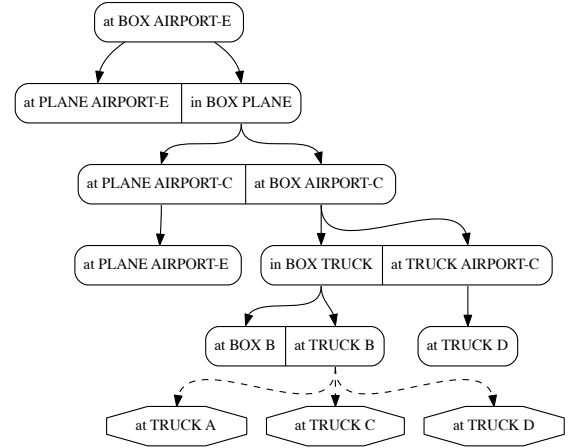 at BOX AIRPORT-E
at PLANE AIRPORT-E in BOX PLANE
at PLANE AIRPORT-C at BOX AIRPORT-C
at PLANE AIRPORT-E in BOX TRUCK at TRUCK AIRPORT-C
at BOX B at TRUCK B at TRUCK D
at TRUCK A at TRUCK C at TRUCK D